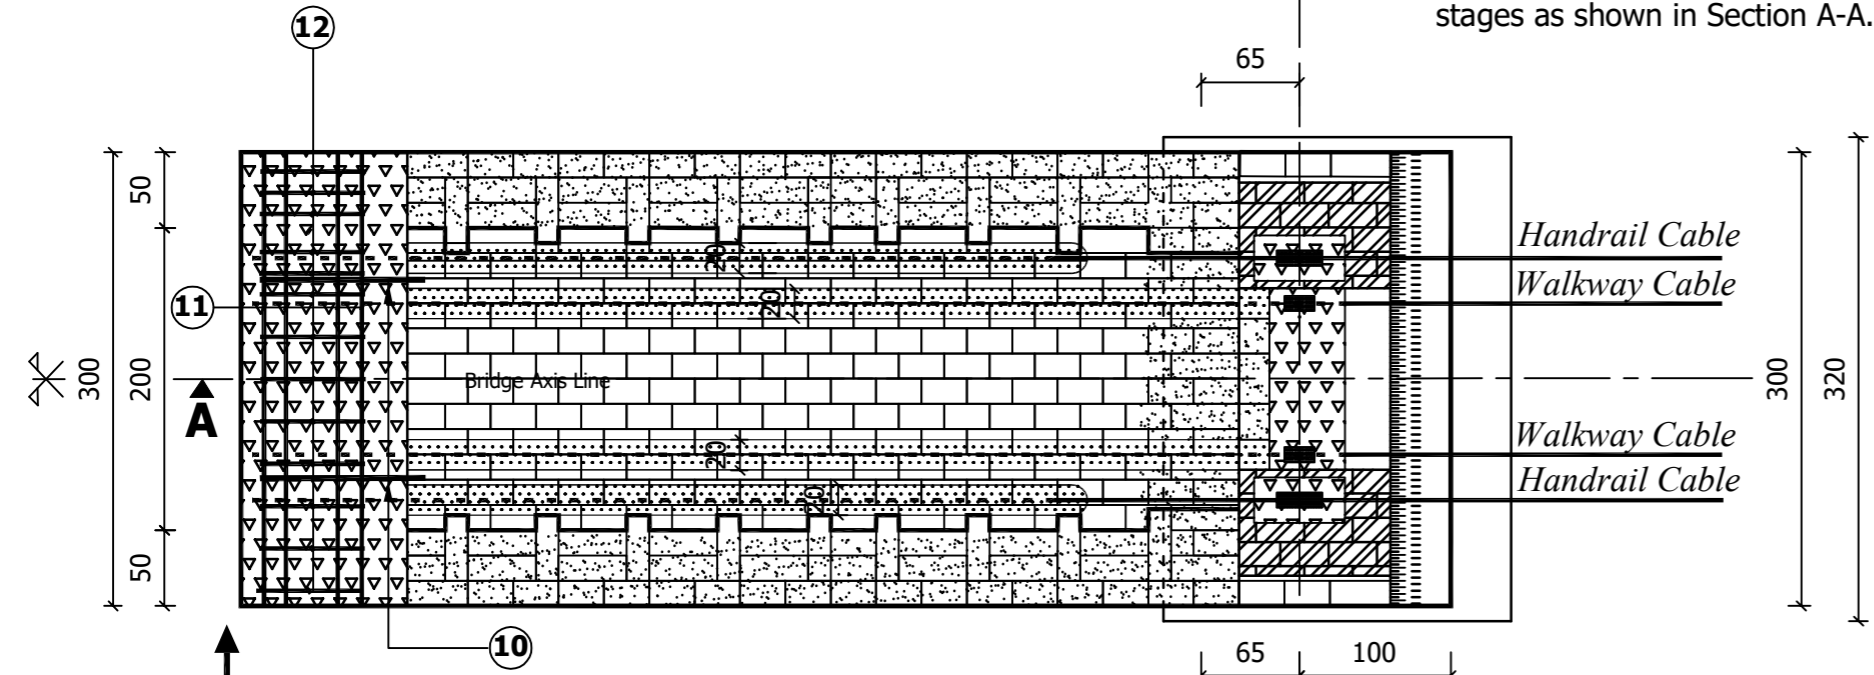 stages as shown in Section A-A.
12
65
50
Handrail Cable
20
Walkway Cable
11
20
300
200
Bridge Axis Line
300
320
A
Walkway Cable
20
Handrail Cable
20
50
10
65
100